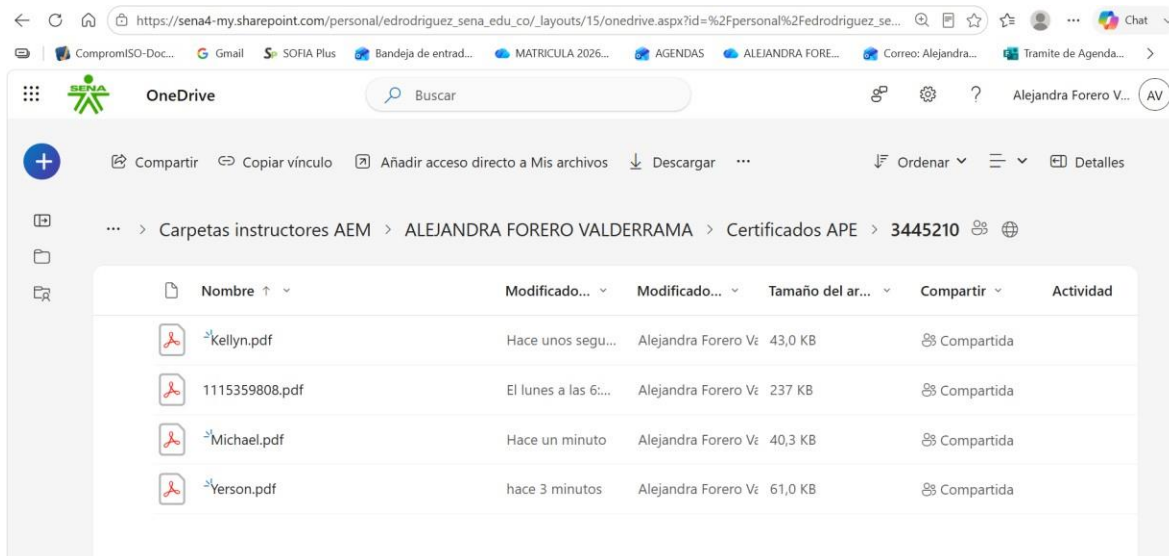 https://sena4-my.sharepoint.com/personal/edrodriguez_sena_edu_co/_layouts/15/onedrive.aspx?id=%2Fpersonal%2Fedrodriguez_se... Chat
CompromISO-Doc... Gmail SOFIA Plus Bandeja de entrad... MATRICULA 2026... AGENDAS ALEJANDRA FORE... Correo: Alejandra... Tramite de Agenda...
SENA OneDrive Buscar ? Alejandra Forero V... AV
Compartir Copiar vínculo Añadir acceso directo a Mis archivos Descargar ... Ordenar Detalles
... > Carpetas instructores AEM > ALEJANDRA FORERO VALDERRAMA > Certificados APE > 3445210
Nombre ↑ Modificado... Modificado... Tamaño del ar... Compartir Actividad
Kellyn.pdf Hace unos segu... Alejandra Forero Va 43,0 KB Compartida
1115359808.pdf El lunes a las 6:... Alejandra Forero Va 237 KB Compartida
Michael.pdf Hace un minuto Alejandra Forero Va 40,3 KB Compartida
Yerson.pdf hace 3 minutos Alejandra Forero Va 61,0 KB Compartida